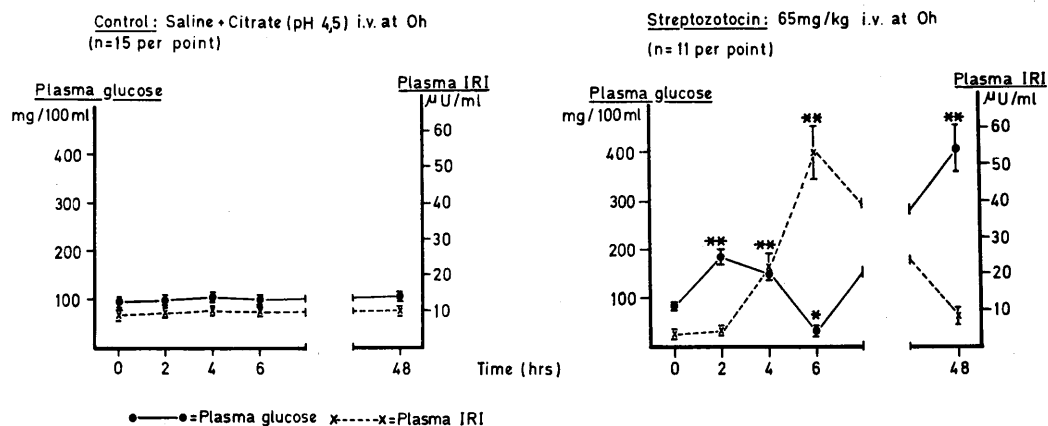 Control: Saline + Citrate (pH 4,5) i.v. at 0h
(n=15 per point)
Plasma glucose
mg/100ml
Plasma IRI
µU/ml
400
300
200
100
60
50
40
30
20
10
0 2 4 6 48
Time (hrs)
Streptozotocin: 65mg/kg i.v. at 0h
(n=11 per point)
Plasma glucose
mg/100ml
Plasma IRI
µU/ml
400
300
200
100
60
50
40
30
20
10
** ** ** * **
0 2 4 6 48
●—●=Plasma glucose x-----x=Plasma IRI